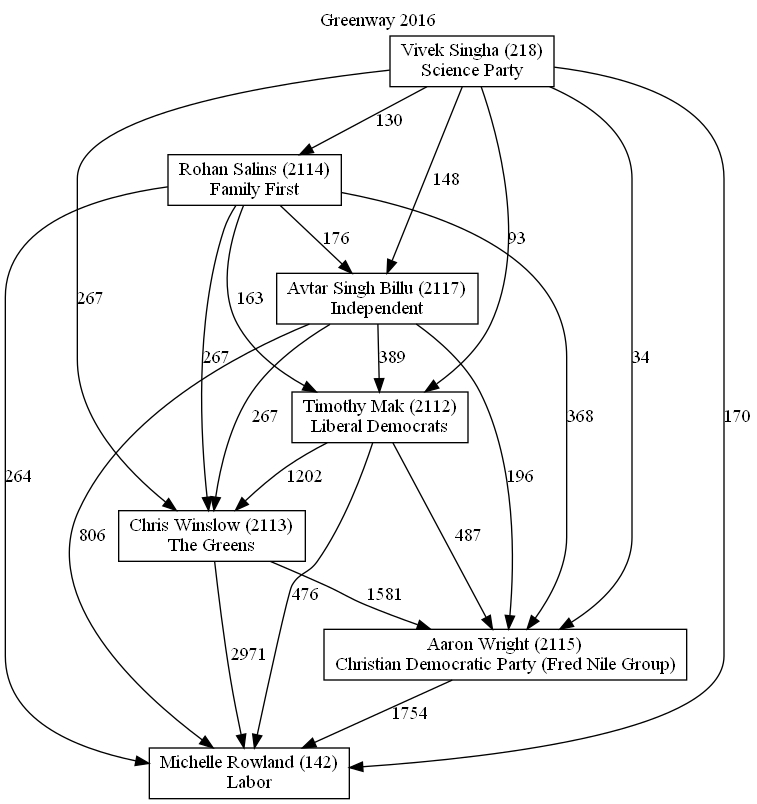 Greenway 2016
Vivek Singha (218)
Science Party
130
Rohan Salins (2114)
Family First
148
93
176
Avtar Singh Billu (2117)
Independent
267
163
267
389
34
Timothy Mak (2112)
Liberal Democrats
267
368
170
264
1202
196
Chris Winslow (2113)
The Greens
806
487
476
1581
Aaron Wright (2115)
Christian Democratic Party (Fred Nile Group)
2971
1754
Michelle Rowland (142)
Labor